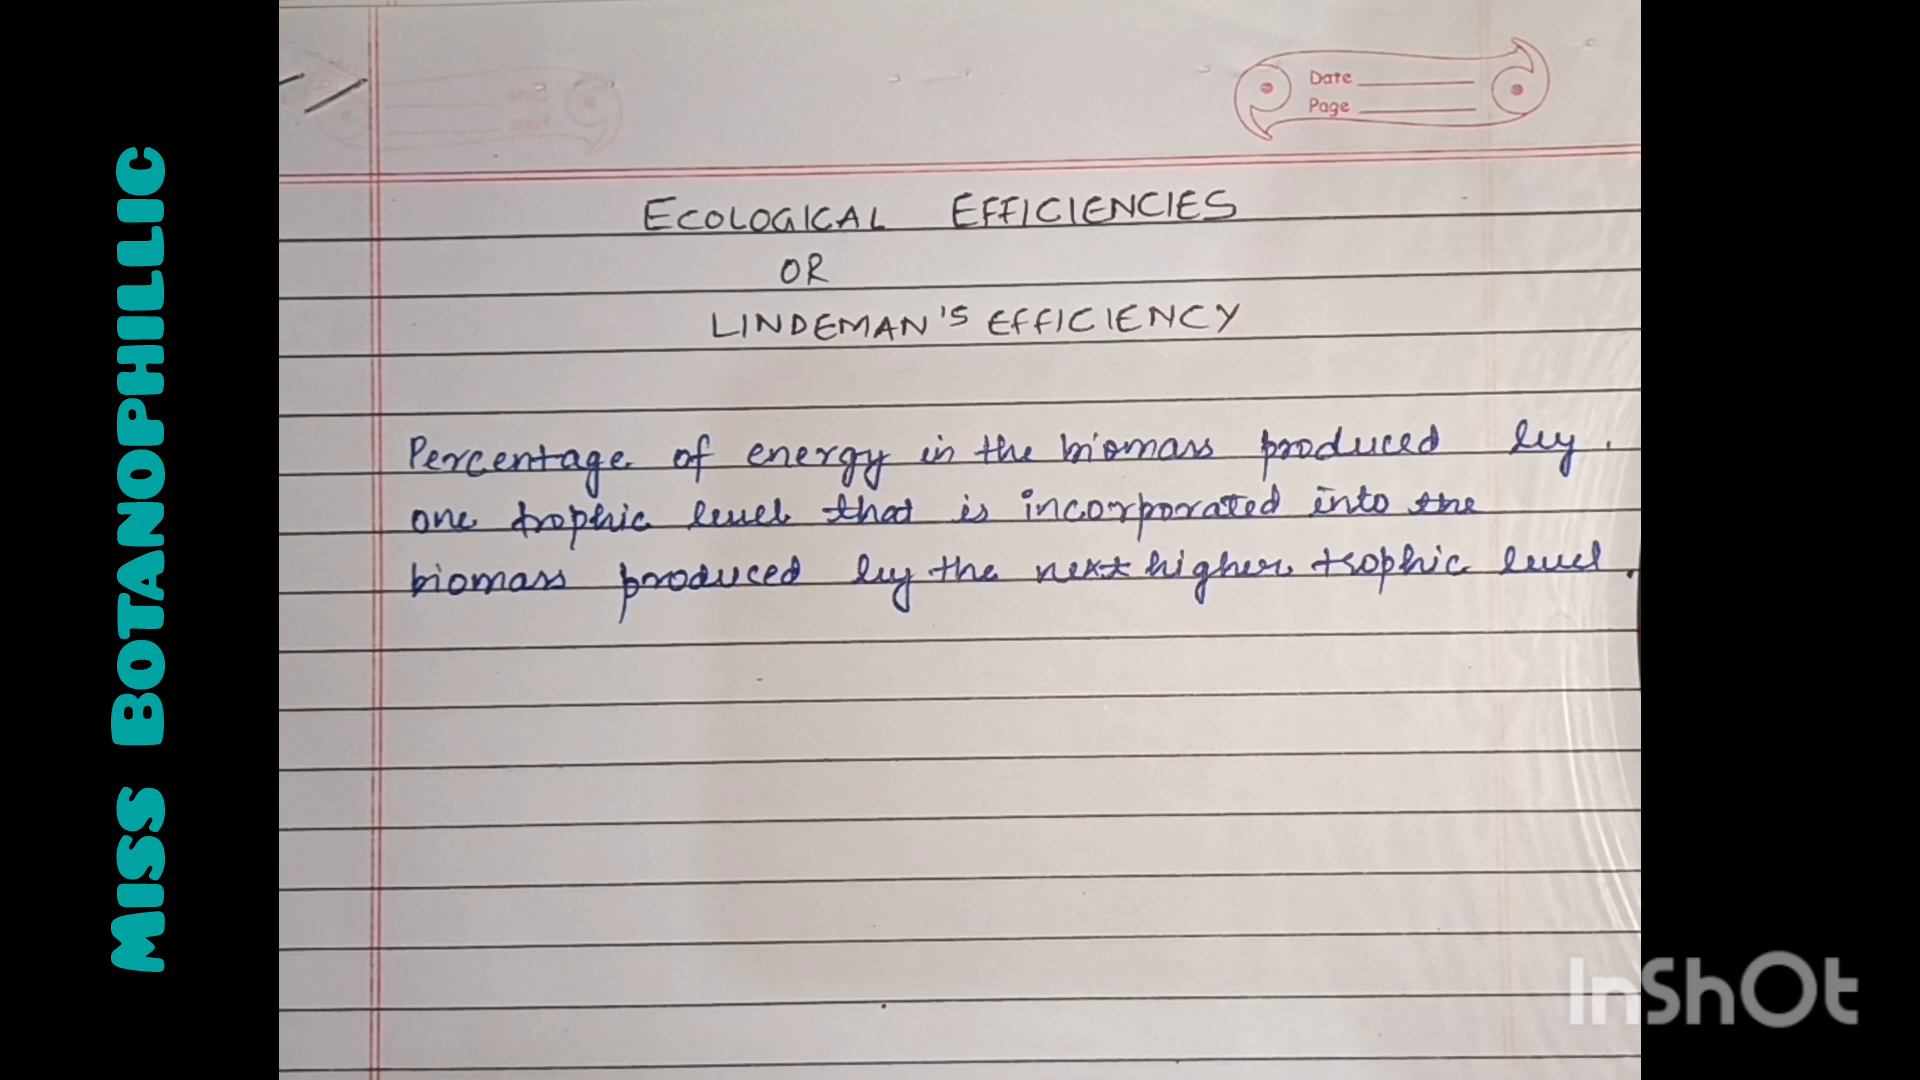 MISS BOTANOPHILLIC
Date
Page
ECOLOGICAL EFFICIENCIES
OR
LINDEMAN'S EFFICIENCY
Percentage of energy in the biomass produced by
one trophic level that is incorporated into the
biomass produced by the next higher trophic level.
InShOt